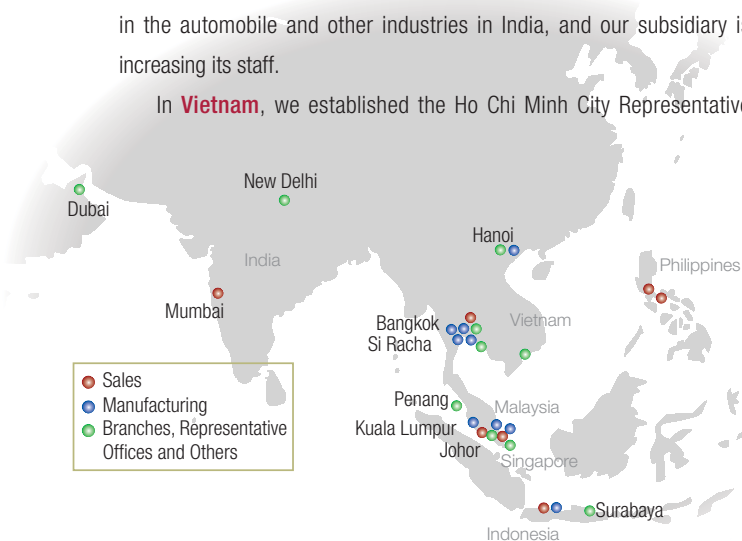 in the automobile and other industries in India, and our subsidiary is
increasing its staff.
In Vietnam, we established the Ho Chi Minh City Representative
New Delhi
Dubai
Hanoi
India
Philippines
Mumbai
Bangkok
Vietnam
Si Racha
Sales
Manufacturing
Branches, Representative
Offices and Others
Penang
Malaysia
Kuala Lumpur
Johor
Singapore
Surabaya
Indonesia